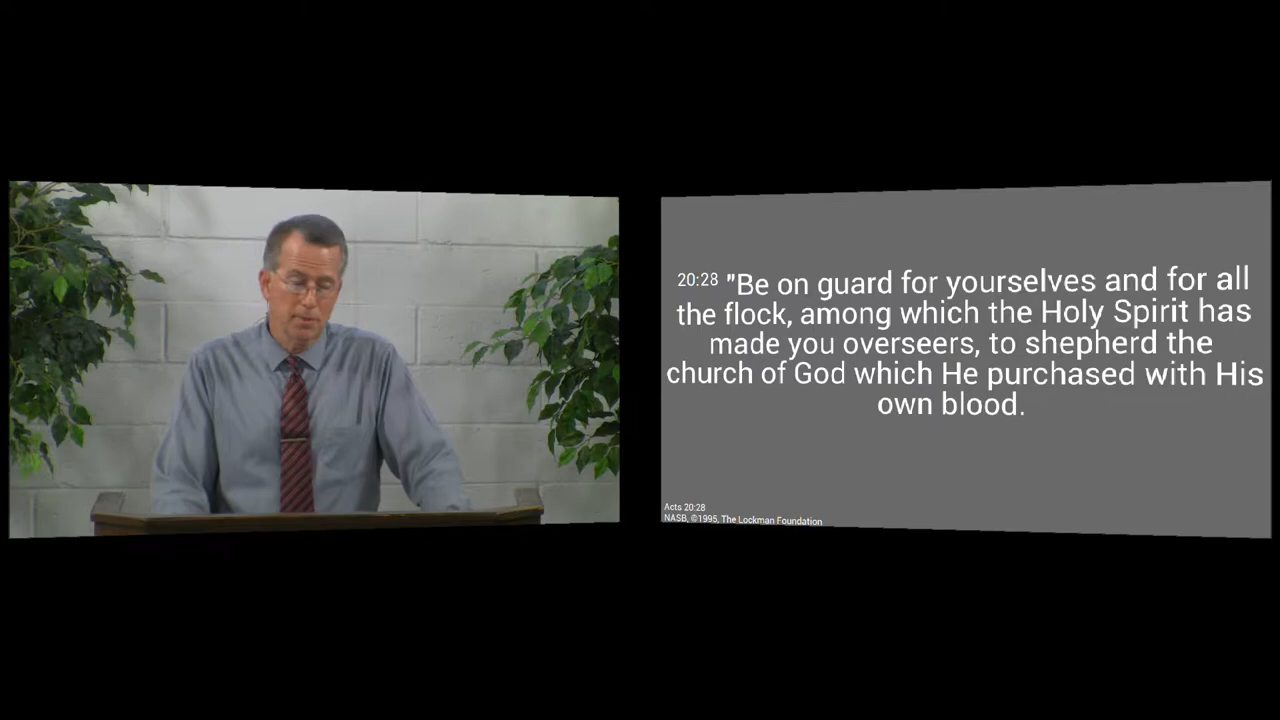 20:28 "Be on guard for yourselves and for all
the flock, among which the Holy Spirit has
made you overseers, to shepherd the
church of God which He purchased with His
own blood.
Acts 20:28
NASB, ©1995, The Lockman Foundation